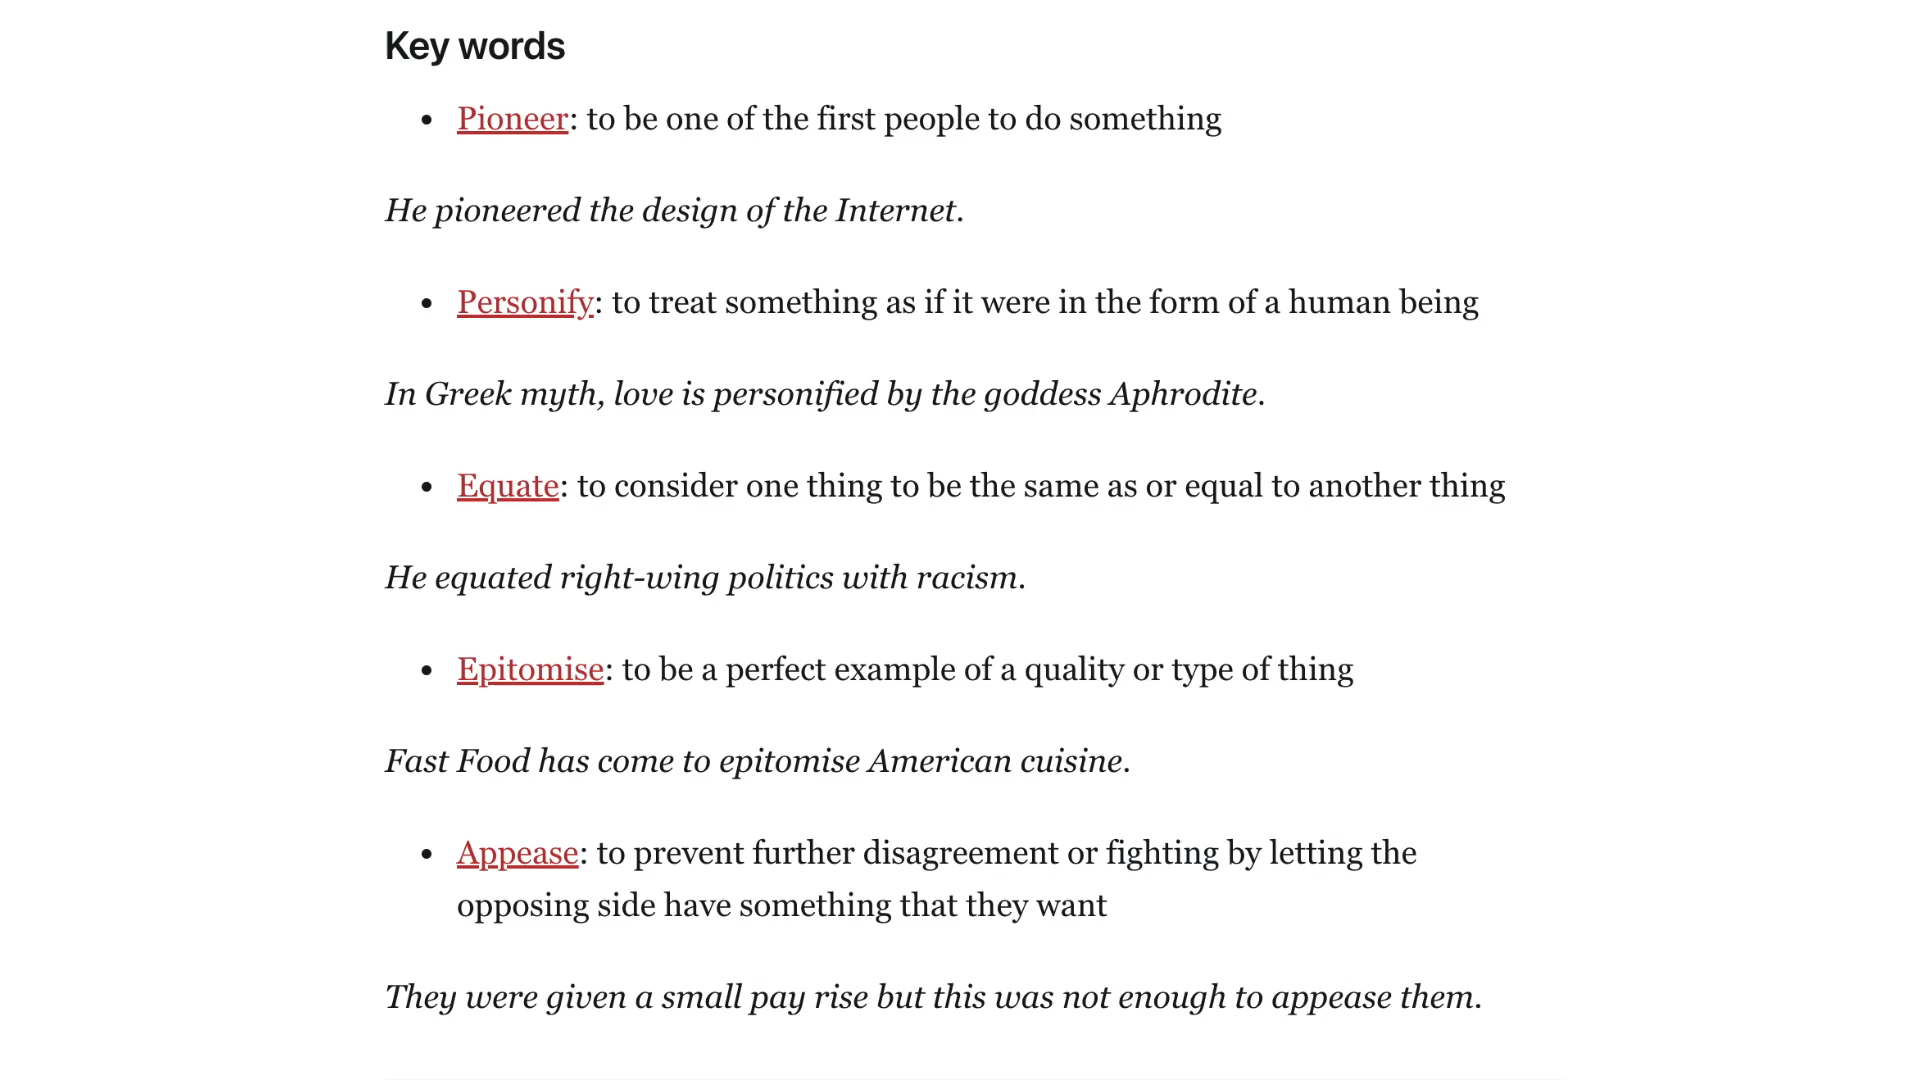 Key words
• Pioneer: to be one of the first people to do something
He pioneered the design of the Internet.
• Personify: to treat something as if it were in the form of a human being
In Greek myth, love is personified by the goddess Aphrodite.
• Equate: to consider one thing to be the same as or equal to another thing
He equated right-wing politics with racism.
• Epitomise: to be a perfect example of a quality or type of thing
Fast Food has come to epitomise American cuisine.
• Appease: to prevent further disagreement or fighting by letting the
opposing side have something that they want
They were given a small pay rise but this was not enough to appease them.